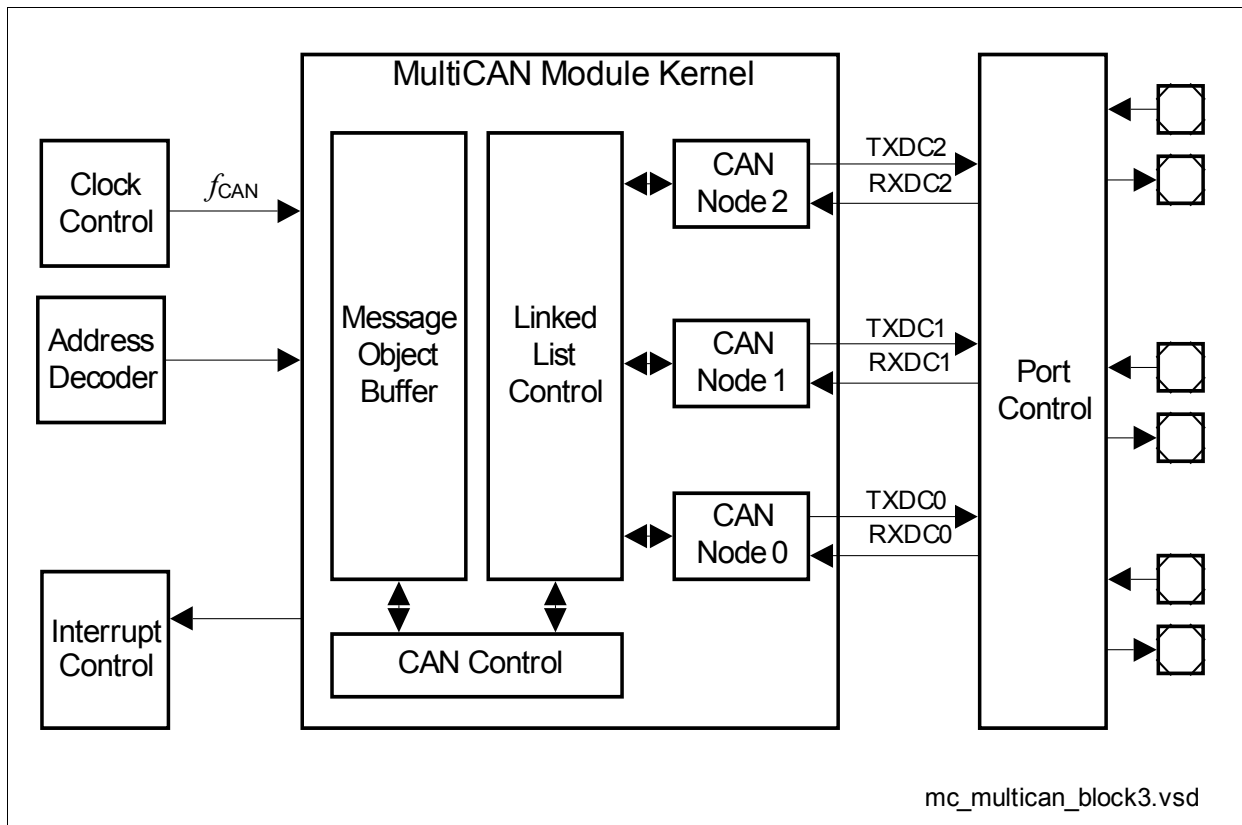 MultiCAN Module Kernel
Clock
Control
fCAN
Address
Decoder
Interrupt
Control
Message
Object
Buffer
Linked
List
Control
CAN Control
CAN
Node 2
CAN
Node 1
CAN
Node 0
TXDC2
RXDC2
TXDC1
RXDC1
TXDC0
RXDC0
Port
Control
mc_multican_block3.vsd